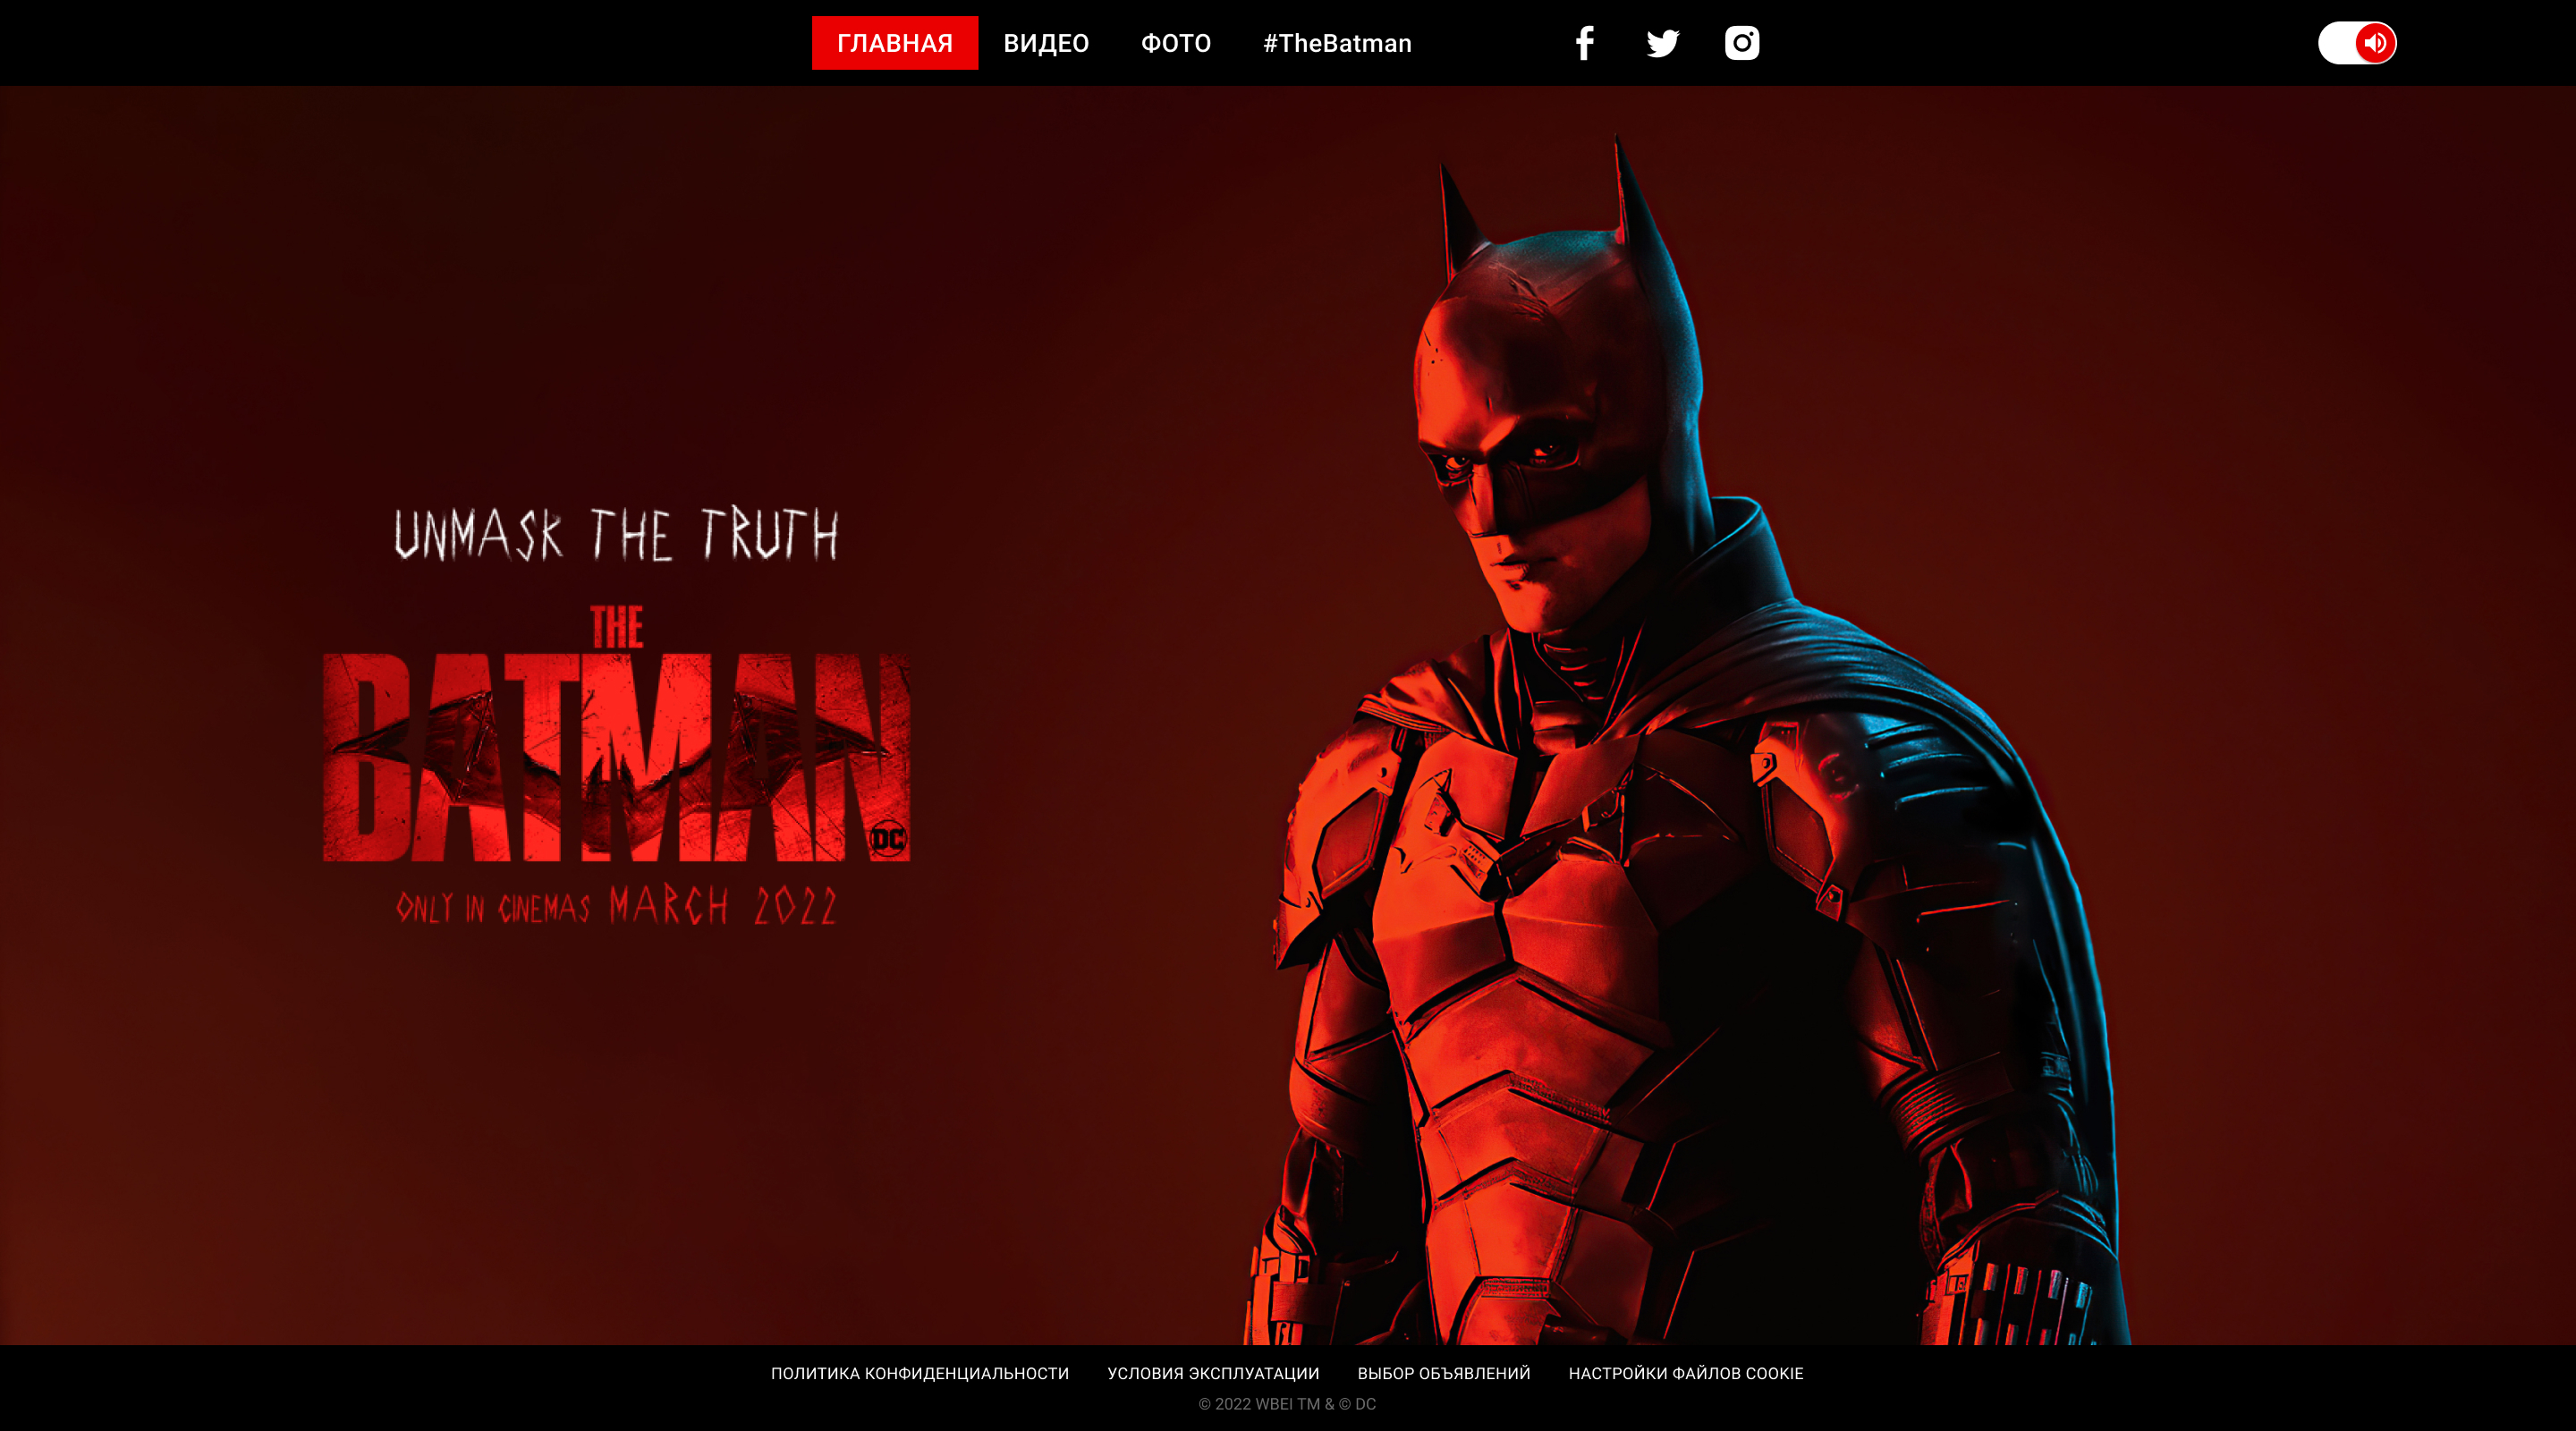 ГЛАВНАЯ ВИДЕО ФОТО #TheBatman
UNMASK THE TRUTH
THE
BATMAN
DC
ONLY IN CINEMAS MARCH 2022
ПОЛИТИКА КОНФИДЕНЦИАЛЬНОСТИ УСЛОВИЯ ЭКСПЛУАТАЦИИ ВЫБОР ОБЪЯВЛЕНИЙ НАСТРОЙКИ ФАЙЛОВ COOKIE
© 2022 WBEI TM & © DC